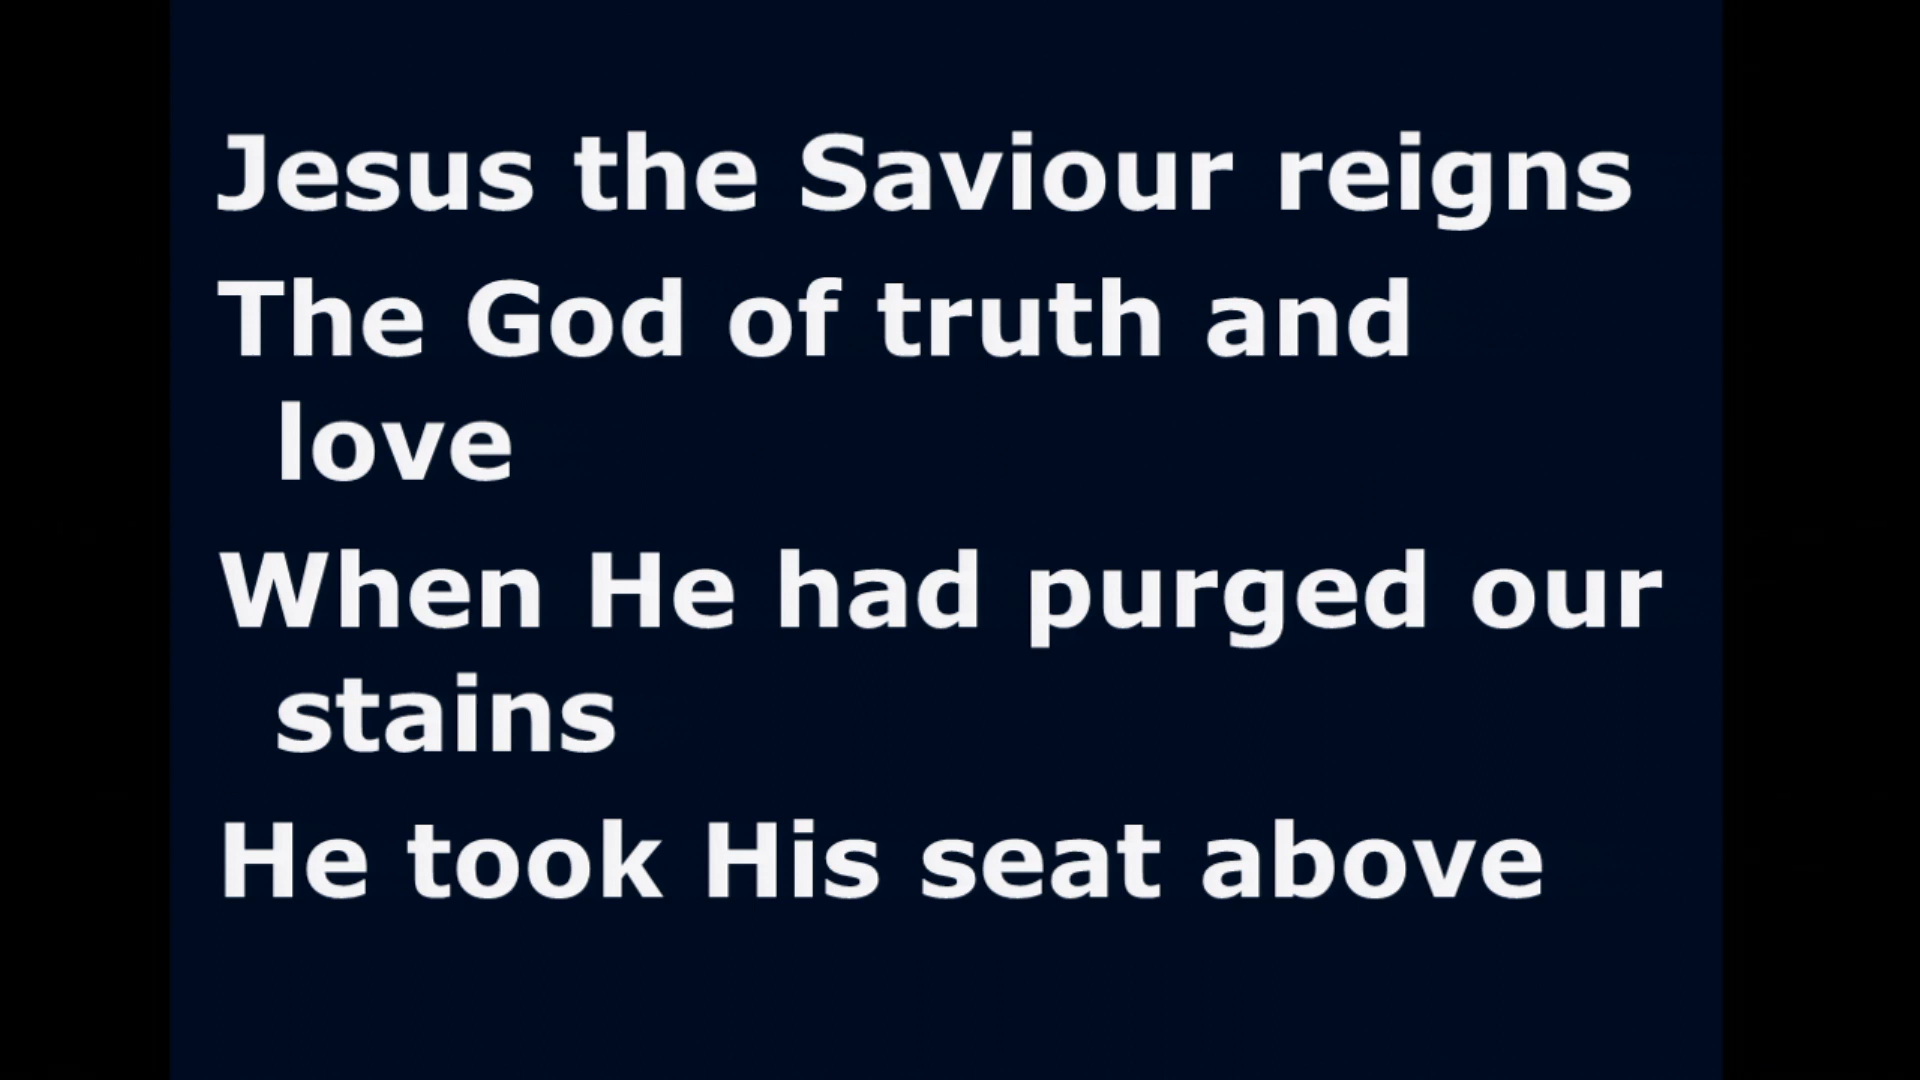 Jesus the Saviour reigns
The God of truth and
love
When He had purged our
stains
He took His seat above